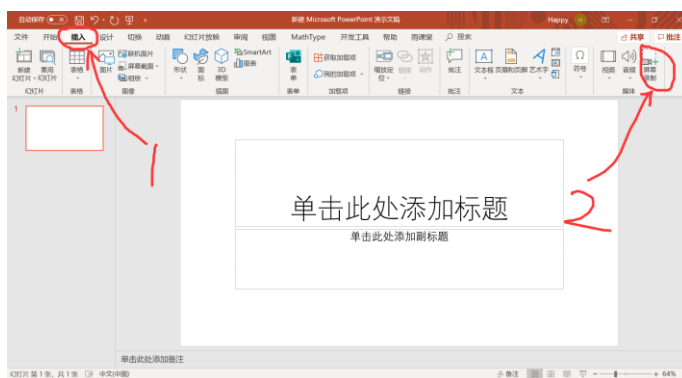 自动保存 新建 Microsoft PowerPoint 演示文稿 Happy H
文件 开始 插入 设计 切换 动画 幻灯片放映 审阅 视图 MathType 开发工具 帮助 雨课堂 搜索 共享 批注
新建 幻灯片 重用 幻灯片 表格 图片 联机图片 屏幕截图 相册 形状 图标 3D 模型 SmartArt 图表 表单 获取加载项 我的加载项 缩放定位 链接 动作 批注 文本框 页眉和页脚 艺术字 符号 视频 音频 屏幕录制
幻灯片 表格 图像 插图 表单 加载项 链接 批注 文本 媒体
1
1
单击此处添加标题
2
单击此处添加副标题
单击此处添加备注
幻灯片 第 1 张, 共 1 张 中文(中国) 备注 64%